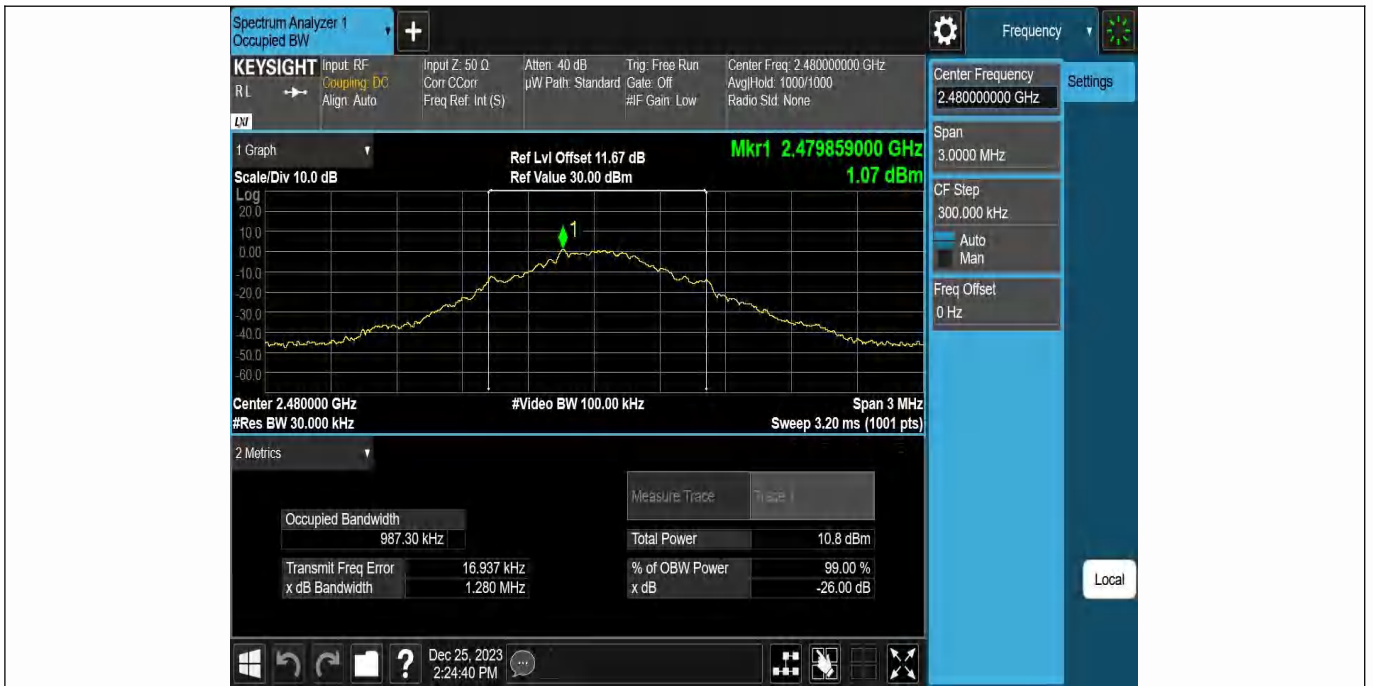 Spectrum Analyzer 1
Occupied BW
+
Frequency
KEYSIGHT
RL
LXI
Input: RF
Coupling: DC
Align: Auto
Input Z: 50 Ω
Corr CCorr
Freq Ref: Int (S)
Atten: 40 dB
µW Path: Standard
Trig: Free Run
Gate: Off
#IF Gain: Low
Center Freq: 2.480000000 GHz
Avg|Hold: 1000/1000
Radio Std: None
Center Frequency
2.480000000 GHz
Settings
Span
3.0000 MHz
CF Step
300.000 kHz
Auto
Man
Freq Offset
0 Hz
Local
1 Graph
Scale/Div 10.0 dB
Ref Lvl Offset 11.67 dB
Ref Value 30.00 dBm
Mkr1 2.479859000 GHz
1.07 dBm
Log
20.0
10.0
0.00
-10.0
-20.0
-30.0
-40.0
-50.0
-60.0
1
Center 2.480000 GHz
#Res BW 30.000 kHz
#Video BW 100.00 kHz
Span 3 MHz
Sweep 3.20 ms (1001 pts)
2 Metrics
Measure Trace Trace 1
Occupied Bandwidth
987.30 kHz
Total Power 10.8 dBm
Transmit Freq Error 16.937 kHz
% of OBW Power 99.00 %
x dB Bandwidth 1.280 MHz
x dB -26.00 dB
?
Dec 25, 2023
2:24:40 PM